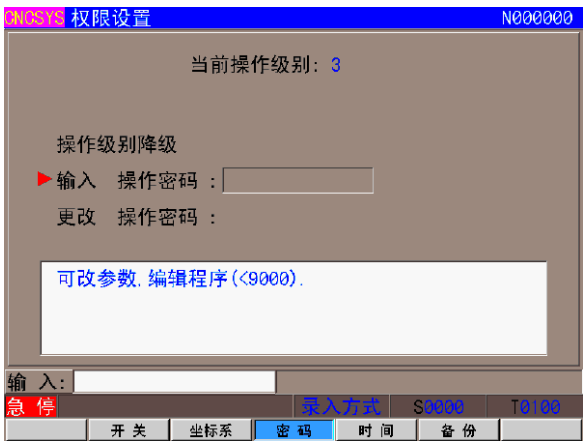 CNCSYS 权限设置 N000000
当前操作级别: 3
操作级别降级
输入 操作密码 :
更改 操作密码 :
可改参数, 编辑程序(<9000).
输 入:
急 停 录入方式 S0000 T0100
开 关 坐标系 密 码 时 间 备 份